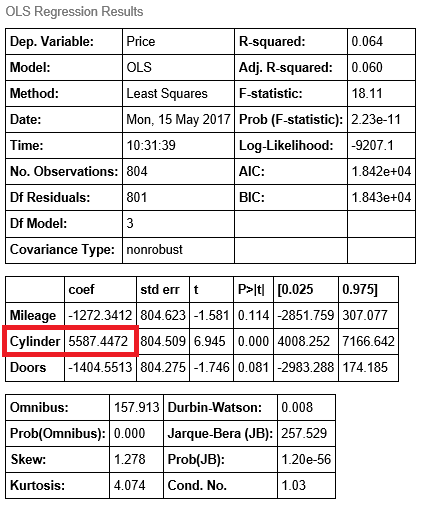 OLS Regression Results
Dep. Variable: Price R-squared: 0.064
Model: OLS Adj. R-squared: 0.060
Method: Least Squares F-statistic: 18.11
Date: Mon, 15 May 2017 Prob (F-statistic): 2.23e-11
Time: 10:31:39 Log-Likelihood: -9207.1
No. Observations: 804 AIC: 1.842e+04
Df Residuals: 801 BIC: 1.843e+04
Df Model: 3
Covariance Type: nonrobust
coef std err t P>|t| [0.025 0.975]
Mileage -1272.3412 804.623 -1.581 0.114 -2851.759 307.077
Cylinder 5587.4472 804.509 6.945 0.000 4008.252 7166.642
Doors -1404.5513 804.275 -1.746 0.081 -2983.288 174.185
Omnibus: 157.913 Durbin-Watson: 0.008
Prob(Omnibus): 0.000 Jarque-Bera (JB): 257.529
Skew: 1.278 Prob(JB): 1.20e-56
Kurtosis: 4.074 Cond. No. 1.03